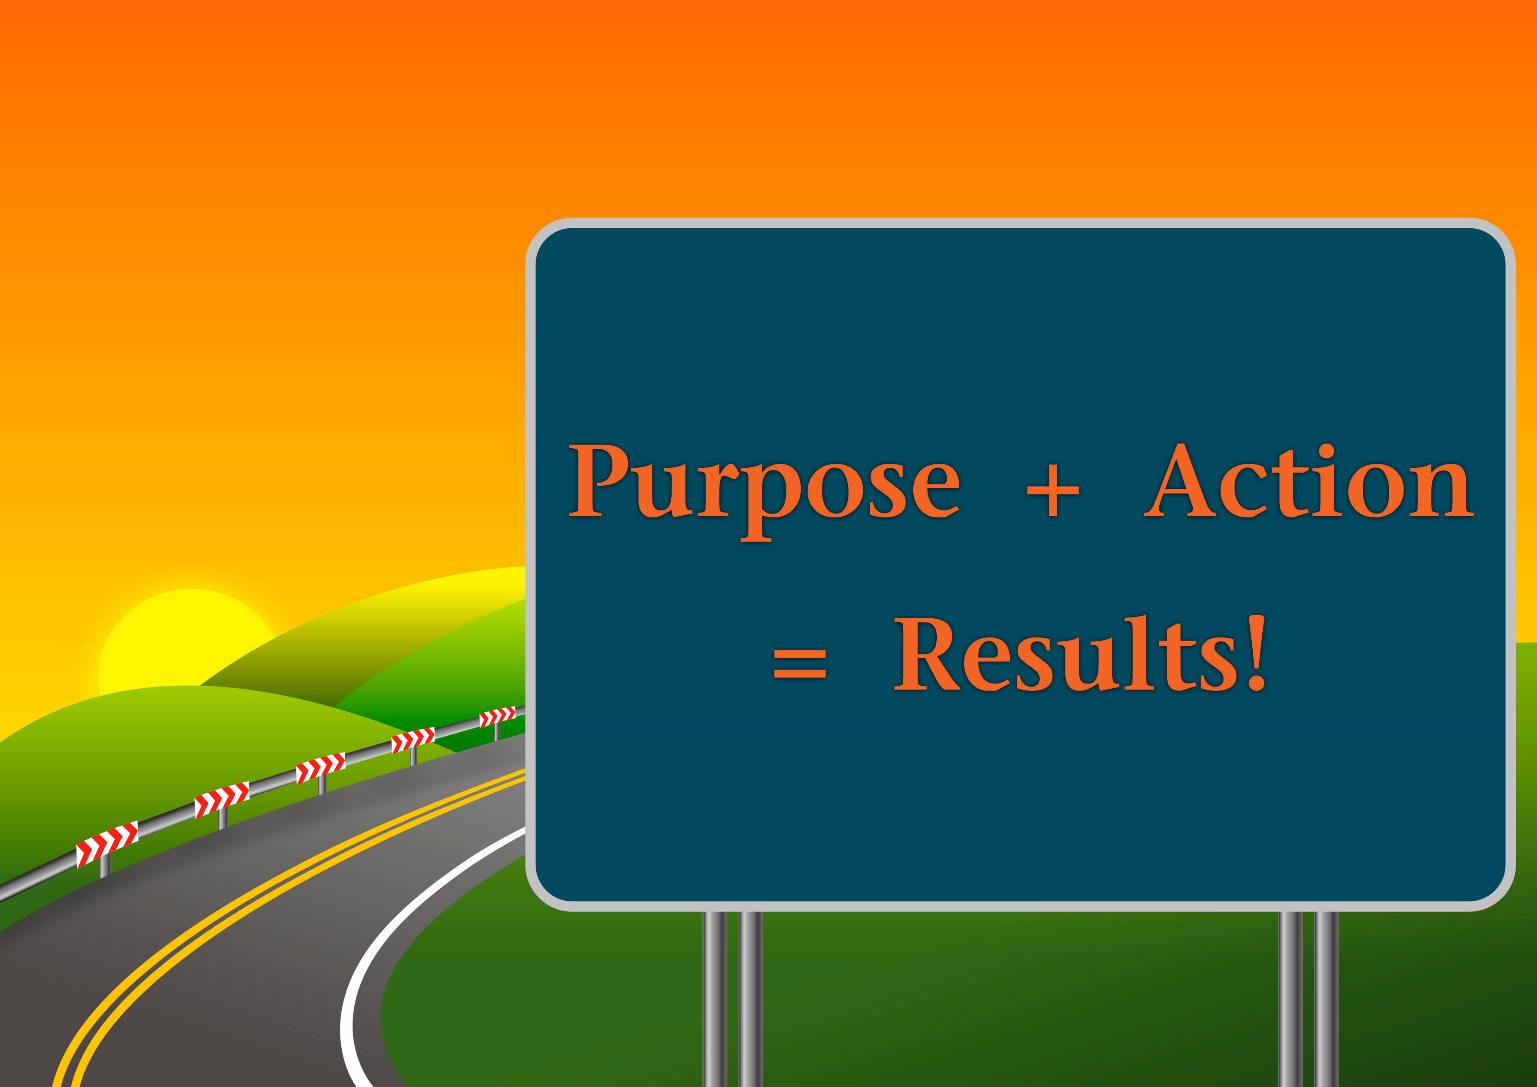 Purpose + Action
= Results!